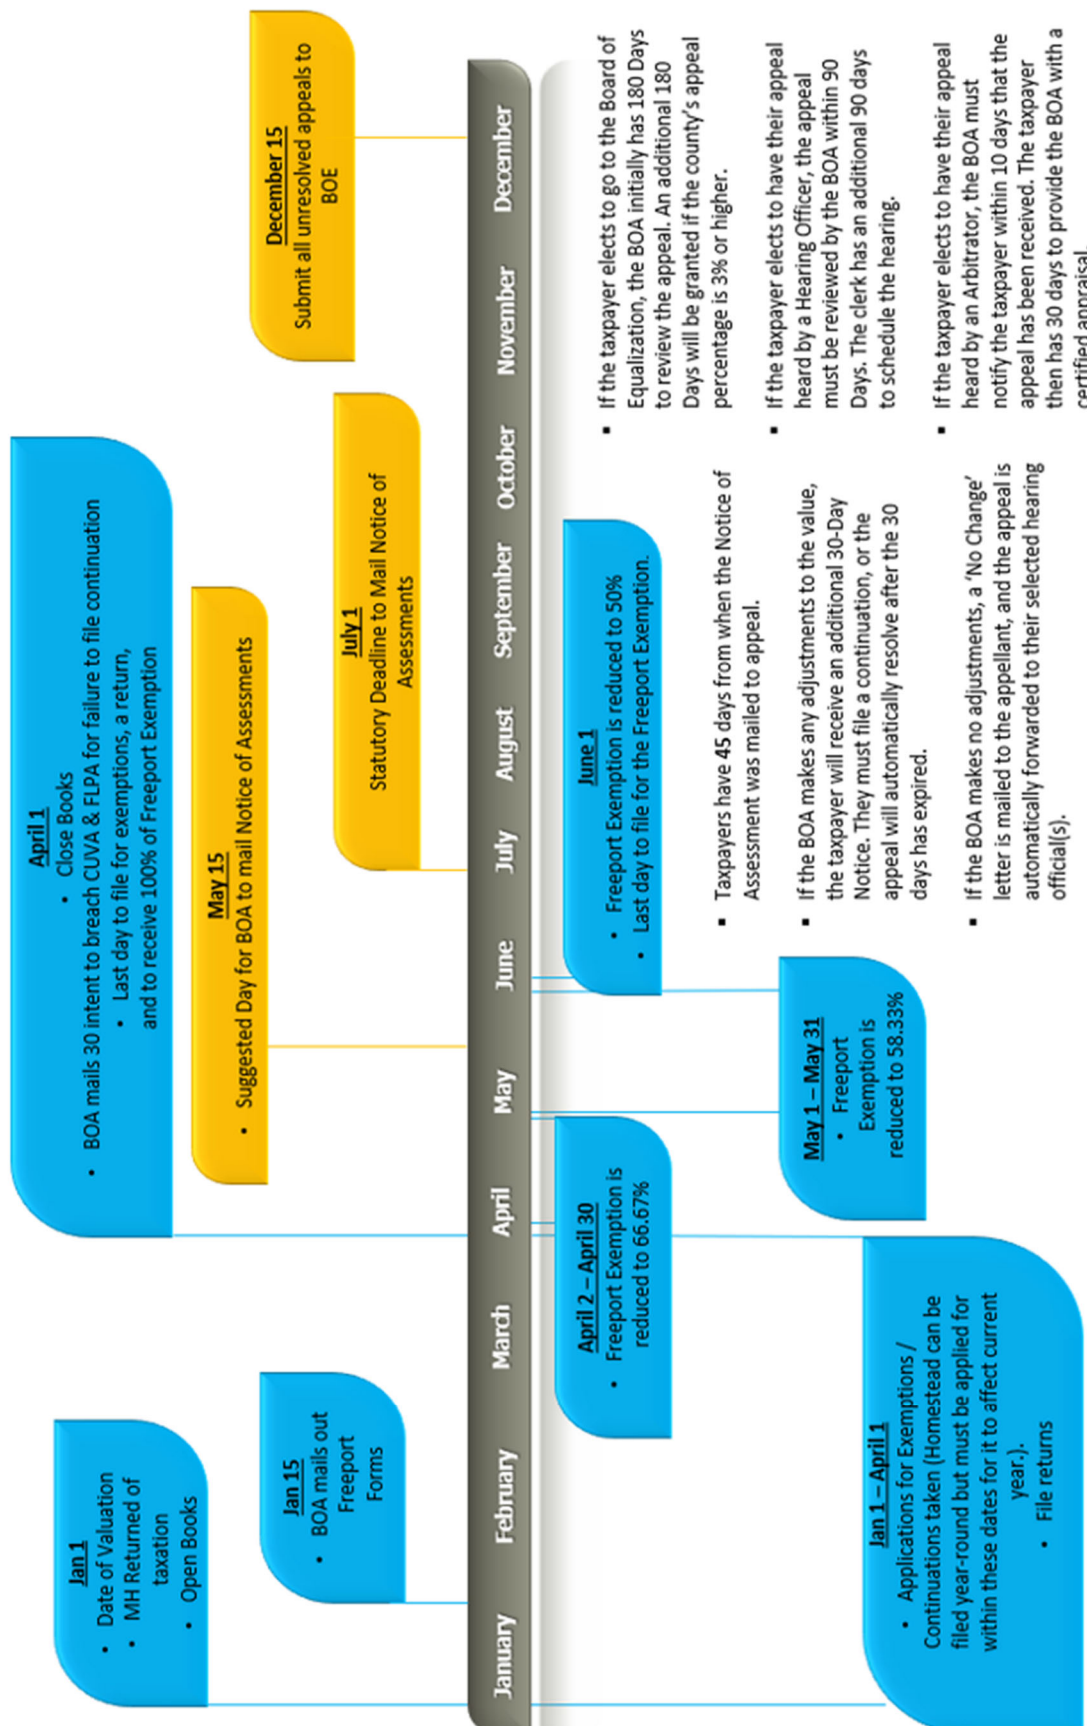 Jan 1
• Date of Valuation
• MH Returned of
taxation
• Open Books
Jan 15
• BOA mails out
Freeport
Forms
April 1
• Close Books
• BOA mails 30 intent to breach CUVA & FLPA for failure to file continuation
• Last day to file for exemptions, a return,
and to receive 100% of Freeport Exemption
May 15
• Suggested Day for BOA to mail Notice of Assessments
July 1
Statutory Deadline to Mail Notice of
Assessments
December 15
Submit all unresolved appeals to
BOE
January February March April May June July August September October November December
Jan 1 – April 1
• Applications for Exemptions /
Continuations taken (Homestead can be
filed year-round but must be applied for
within these dates for it to affect current
year.).
• File returns
April 2 – April 30
• Freeport Exemption is
reduced to 66.67%
May 1 – May 31
• Freeport
Exemption is
reduced to 58.33%
June 1
• Freeport Exemption is reduced to 50%
• Last day to file for the Freeport Exemption.
▪ Taxpayers have 45 days from when the Notice of
Assessment was mailed to appeal.
▪ If the BOA makes any adjustments to the value,
the taxpayer will receive an additional 30-Day
Notice. They must file a continuation, or the
appeal will automatically resolve after the 30
days has expired.
▪ If the BOA makes no adjustments, a ‘No Change’
letter is mailed to the appellant, and the appeal is
automatically forwarded to their selected hearing
official(s).
▪ If the taxpayer elects to go to the Board of
Equalization, the BOA initially has 180 Days
to review the appeal. An additional 180
Days will be granted if the county’s appeal
percentage is 3% or higher.
▪ If the taxpayer elects to have their appeal
heard by a Hearing Officer, the appeal
must be reviewed by the BOA within 90
Days. The clerk has an additional 90 days
to schedule the hearing.
▪ If the taxpayer elects to have their appeal
heard by an Arbitrator, the BOA must
notify the taxpayer within 10 days that the
appeal has been received. The taxpayer
then has 30 days to provide the BOA with a
certified appraisal.